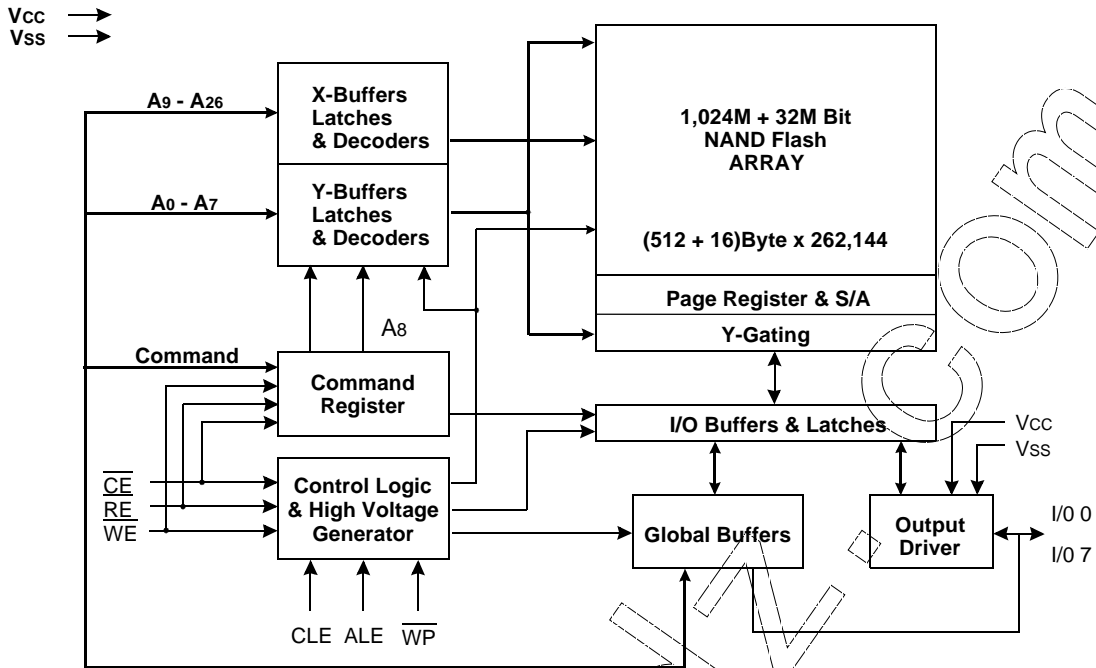 VCC
VSS
A9 - A26
X-Buffers
Latches
& Decoders
A0 - A7
Y-Buffers
Latches
& Decoders
1,024M + 32M Bit
NAND Flash
ARRAY
(512 + 16)Byte x 262,144
Page Register & S/A
Y-Gating
A8
Command
Command
Register
I/O Buffers & Latches
VCC
VSS
CE
RE
WE
Control Logic
& High Voltage
Generator
Global Buffers
Output
Driver
I/0 0
I/0 7
CLE
ALE
WP
.com